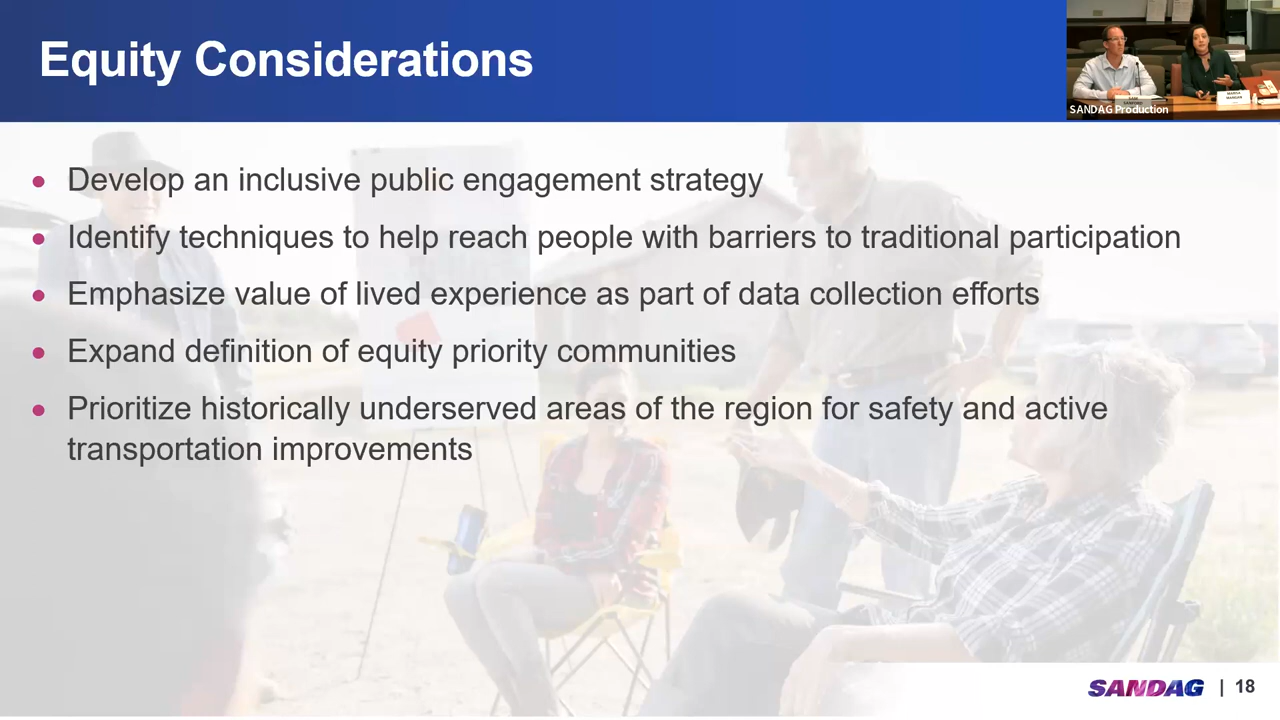 Equity Considerations
SANDAG Production
Develop an inclusive public engagement strategy
Identify techniques to help reach people with barriers to traditional participation
Emphasize value of lived experience as part of data collection efforts
Expand definition of equity priority communities
Prioritize historically underserved areas of the region for safety and active
transportation improvements
SANDAG | 18